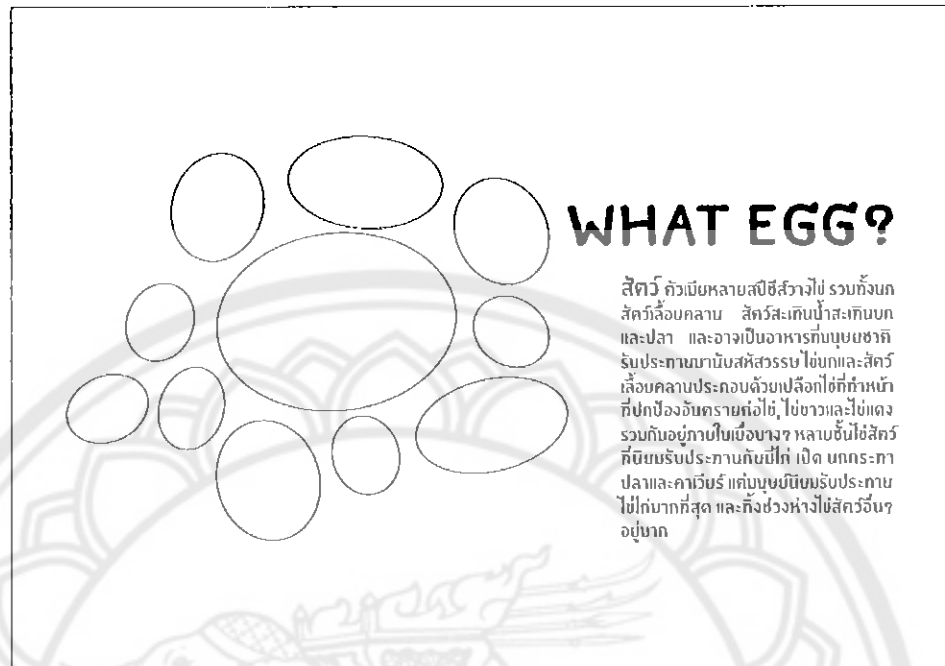 WHAT EGG?
สัตว์ ตัวเมียหลายสปีชีส์วางไข่ รวมทั้งนก
สัตว์เลื้อยคลาน สัตว์สะเทินน้ำสะเทินบก
และปลา และอาจเป็นอาหารที่มนุษยชาติ
รับประทานมานับสหัสวรรษ ไข่นกและสัตว์
เลื้อยคลานประกอบด้วยเปลือกไข่ที่ทำหน้า
ที่ปกป้องอันตรายต่อไข่, ไข่ขาวและไข่แดง
รวมกันอยู่ภายในเยื่อบางๆ หลายชั้นไข่สัตว์
ที่นิยมรับประทานกันมีไก่ เป็ด นกกระทา
ปลาและคาเวียร์ แต่มนุษย์นิยมรับประทาน
ไข่ไก่มากที่สุด และทิ้งช่วงห่างไข่สัตว์อื่นๆ
อยู่มาก